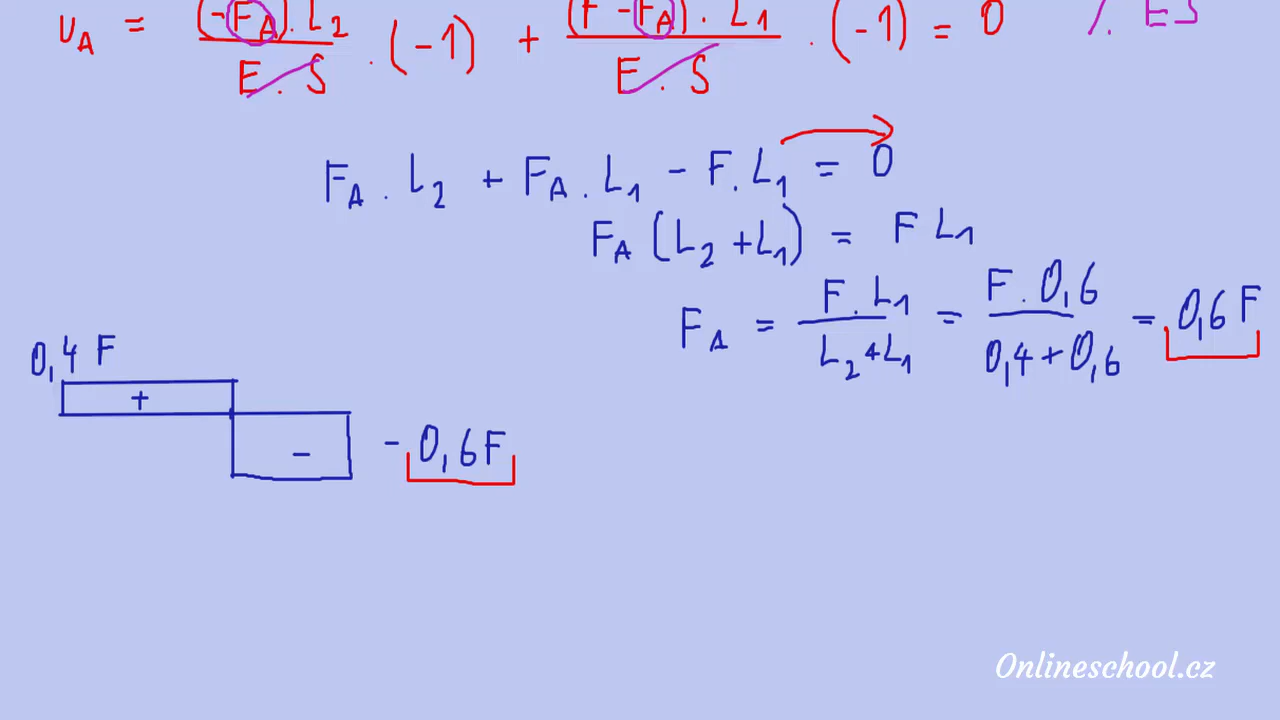 u_A = (-F_A).L_2 / E.S . (-1) + (F-F_A).L_1 / E.S . (-1) = 0 /. ES
F_A . L_2 + F_A . L_1 - F.L_1 = 0
F_A (L_2 + L_1) = F L_1
F_A = F.L_1 / L_2+L_1 = F.0,6 / 0,4+0,6 = 0,6 F
0,4 F
+
-
- 0,6F
Onlineschool.cz